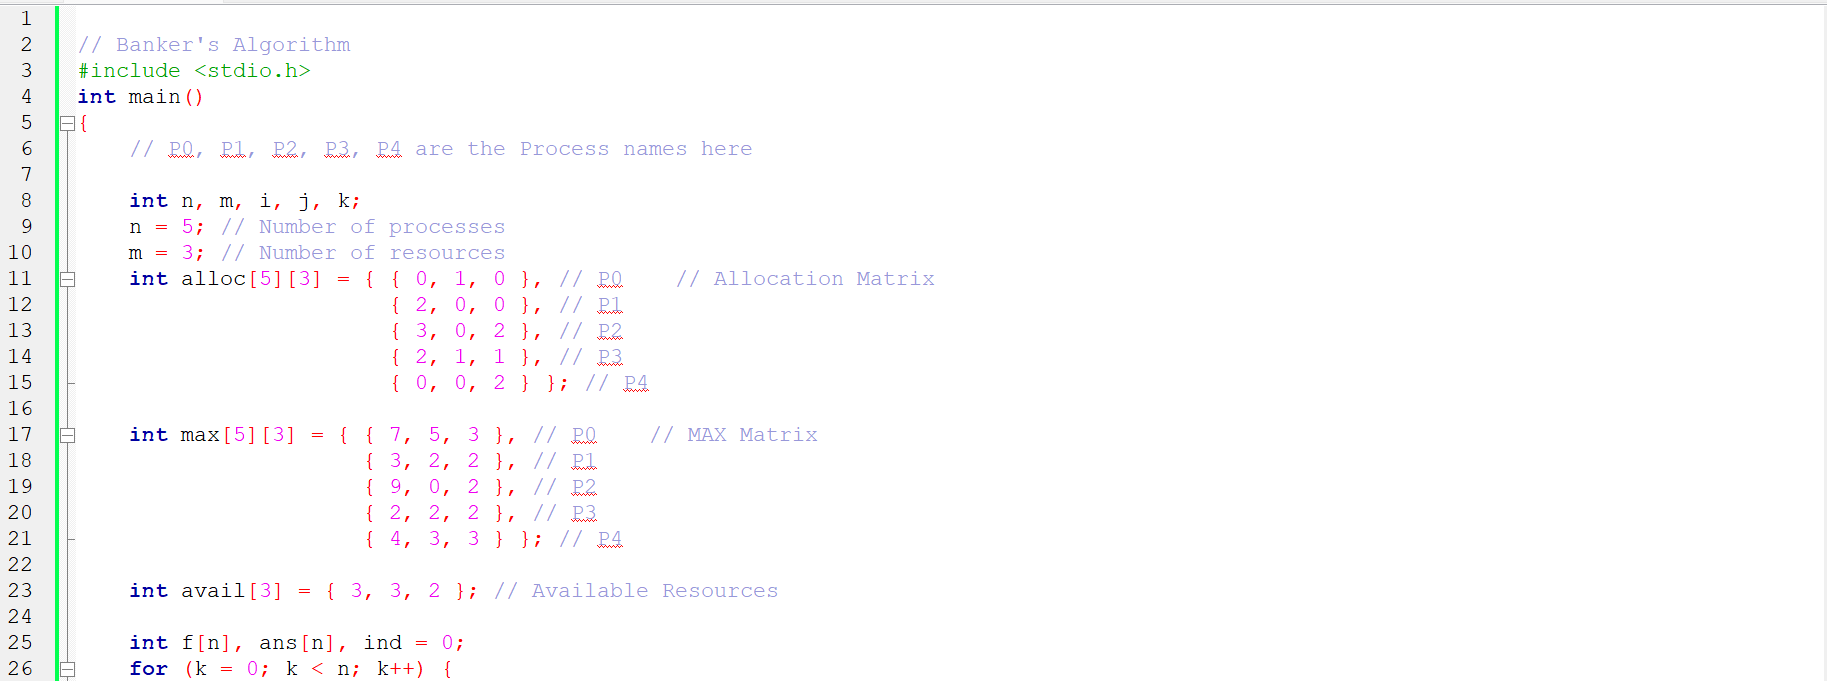 1
2 // Banker's Algorithm
3 #include <stdio.h>
4 int main()
5 {
6 // P0, P1, P2, P3, P4 are the Process names here
7
8 int n, m, i, j, k;
9 n = 5; // Number of processes
10 m = 3; // Number of resources
11 int alloc[5][3] = { { 0, 1, 0 }, // P0 // Allocation Matrix
12 { 2, 0, 0 }, // P1
13 { 3, 0, 2 }, // P2
14 { 2, 1, 1 }, // P3
15 { 0, 0, 2 } }; // P4
16
17 int max[5][3] = { { 7, 5, 3 }, // P0 // MAX Matrix
18 { 3, 2, 2 }, // P1
19 { 9, 0, 2 }, // P2
20 { 2, 2, 2 }, // P3
21 { 4, 3, 3 } }; // P4
22
23 int avail[3] = { 3, 3, 2 }; // Available Resources
24
25 int f[n], ans[n], ind = 0;
26 for (k = 0; k < n; k++) {